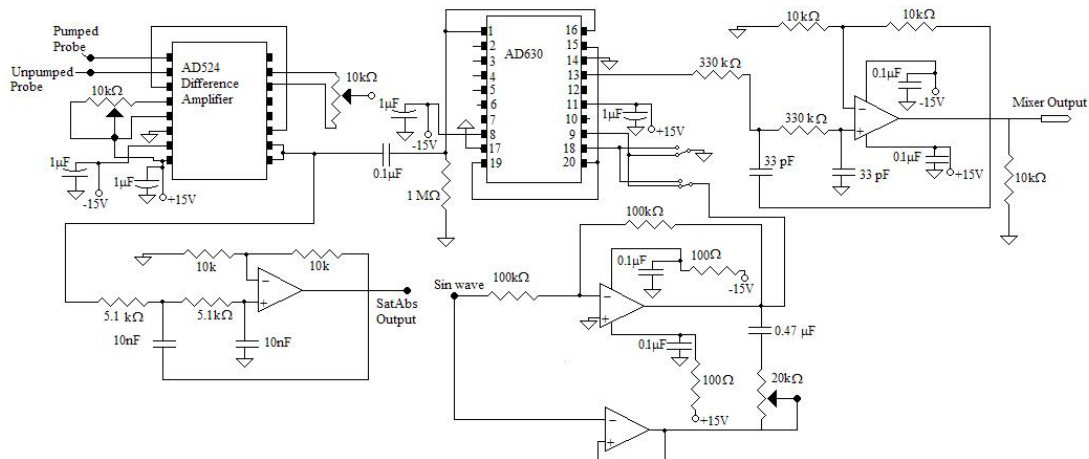 Pumped
Probe
Unpumped
Probe
AD524
Difference
Amplifier
10kΩ
10kΩ
1µF
-15V
1µF
+15V
1µF
-15V
0.1µF
1 MΩ
AD630
1
2
3
4
5
6
7
8
17
19
16
15
14
13
12
11
10
9
18
20
1µF
+15V
330 kΩ
330 kΩ
33 pF
33 pF
10kΩ
10kΩ
0.1µF
-15V
0.1µF
+15V
Mixer Output
10kΩ
10k
10k
5.1 kΩ
5.1kΩ
10nF
10nF
SatAbs
Output
Sin wave
100kΩ
100kΩ
0.1µF
100Ω
-15V
0.1µF
100Ω
+15V
0.47 µF
20kΩ